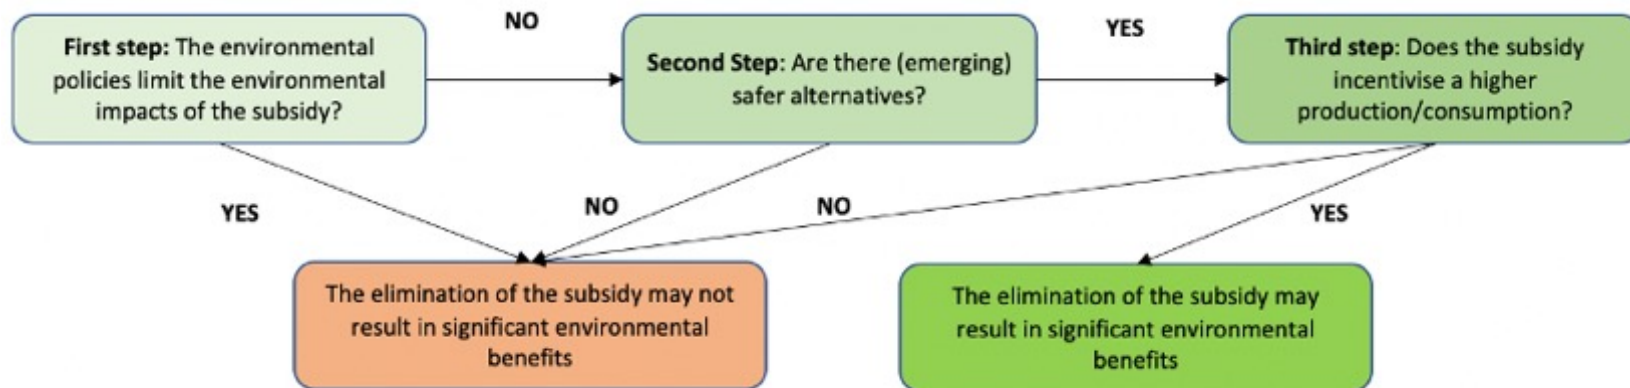 NO
YES
First step: The environmental
policies limit the environmental
impacts of the subsidy?
Second Step: Are there (emerging)
safer alternatives?
Third step: Does the subsidy
incentivise a higher
production/consumption?
YES
NO
NO
YES
The elimination of the subsidy may not
result in significant environmental
benefits
The elimination of the subsidy may
result in significant environmental
benefits